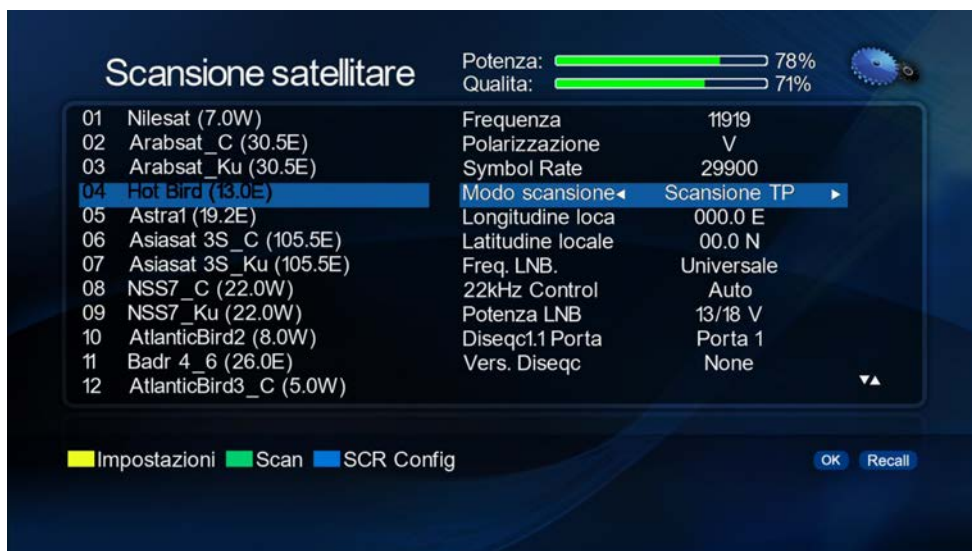 Scansione satellitare
Potenza: 78%
Qualita: 71%
01 Nilesat (7.0W)
02 Arabsat_C (30.5E)
03 Arabsat_Ku (30.5E)
04 Hot Bird (13.0E)
05 Astra1 (19.2E)
06 Asiasat 3S_C (105.5E)
07 Asiasat 3S_Ku (105.5E)
08 NSS7_C (22.0W)
09 NSS7_Ku (22.0W)
10 AtlanticBird2 (8.0W)
11 Badr 4_6 (26.0E)
12 AtlanticBird3_C (5.0W)
Frequenza 11919
Polarizzazione V
Symbol Rate 29900
Modo scansione Scansione TP
Longitudine loca 000.0 E
Latitudine locale 00.0 N
Freq. LNB. Universale
22kHz Control Auto
Potenza LNB 13/18 V
Diseqc1.1 Porta Porta 1
Vers. Diseqc None
Impostazioni Scan SCR Config
OK Recall